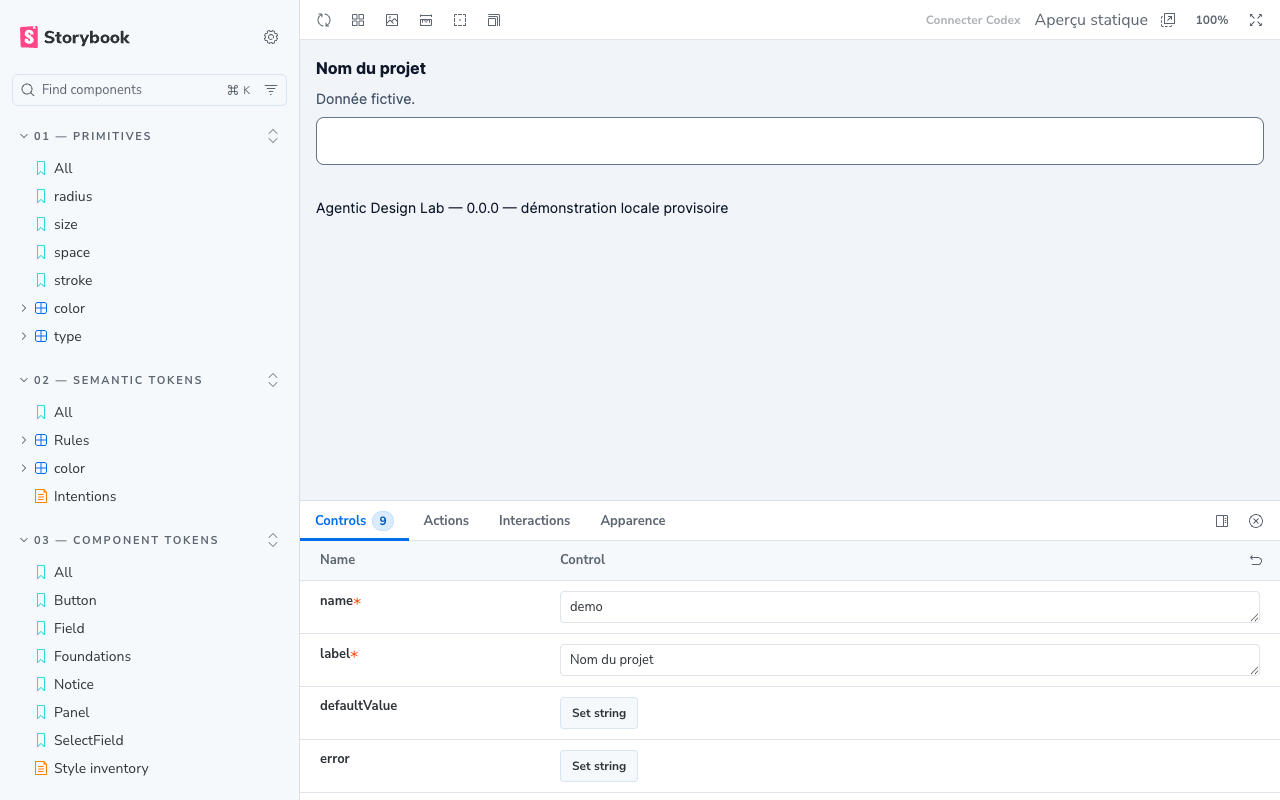 Storybook
Find components
⌘ K
01 — PRIMITIVES
All
radius
size
space
stroke
color
type
02 — SEMANTIC TOKENS
All
Rules
color
Intentions
03 — COMPONENT TOKENS
All
Button
Field
Foundations
Notice
Panel
SelectField
Style inventory
Connecter Codex
Aperçu statique
100%
Nom du projet
Donnée fictive.
Agentic Design Lab — 0.0.0 — démonstration locale provisoire
Controls 9
Actions
Interactions
Apparence
Name
Control
name*
demo
label*
Nom du projet
defaultValue
Set string
error
Set string